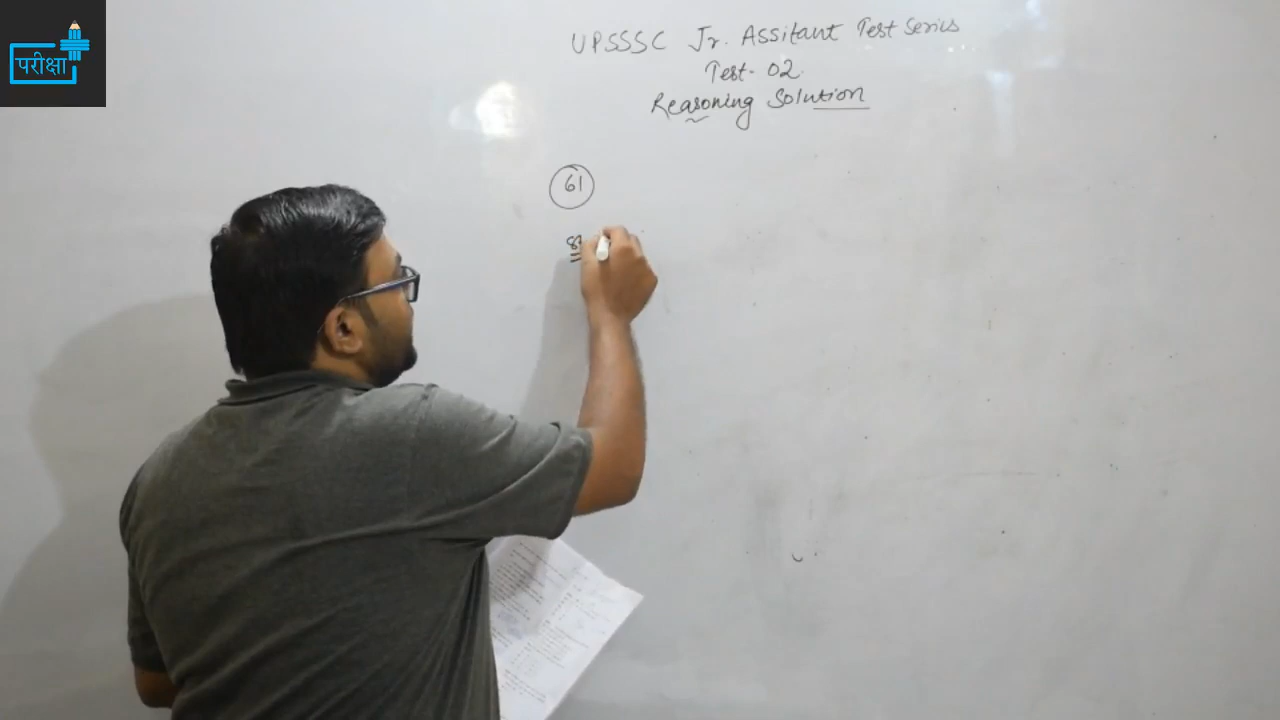 परीक्षा
UPSSSC Jr. Assitant Test Series
Test- 02
Reasoning Solution
61